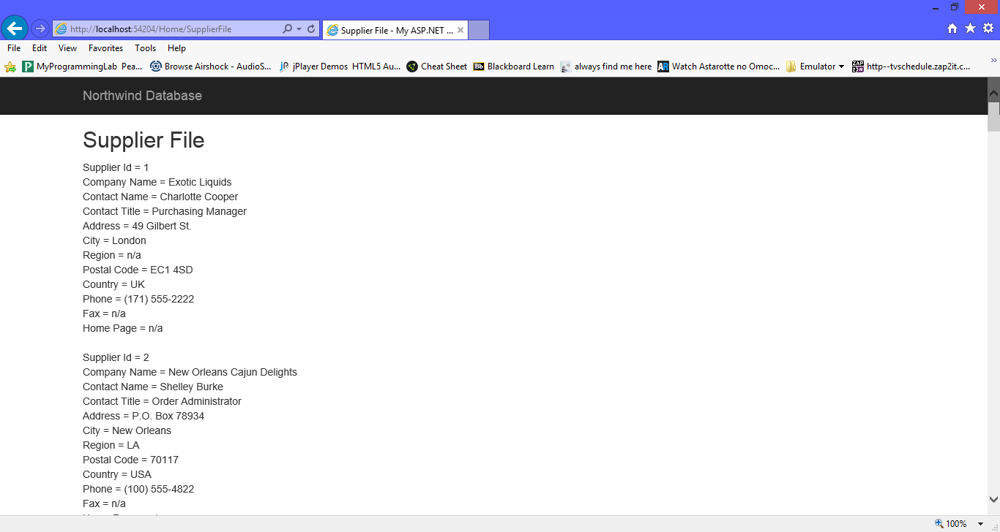 http://localhost:54204/Home/SupplierFile
Supplier File - My ASP.NET ...
File Edit View Favorites Tools Help
MyProgrammingLab Pea... Browse Airshock - AudioS... jPlayer Demos HTML5 Au... Cheat Sheet Bb Blackboard Learn always find me here AR Watch Astarotte no Omoc... Emulator ZAP 2 IT http--tvschedule.zap2it.c...
Northwind Database
Supplier File
Supplier Id = 1
Company Name = Exotic Liquids
Contact Name = Charlotte Cooper
Contact Title = Purchasing Manager
Address = 49 Gilbert St.
City = London
Region = n/a
Postal Code = EC1 4SD
Country = UK
Phone = (171) 555-2222
Fax = n/a
Home Page = n/a
Supplier Id = 2
Company Name = New Orleans Cajun Delights
Contact Name = Shelley Burke
Contact Title = Order Administrator
Address = P.O. Box 78934
City = New Orleans
Region = LA
Postal Code = 70117
Country = USA
Phone = (100) 555-4822
Fax = n/a
100%